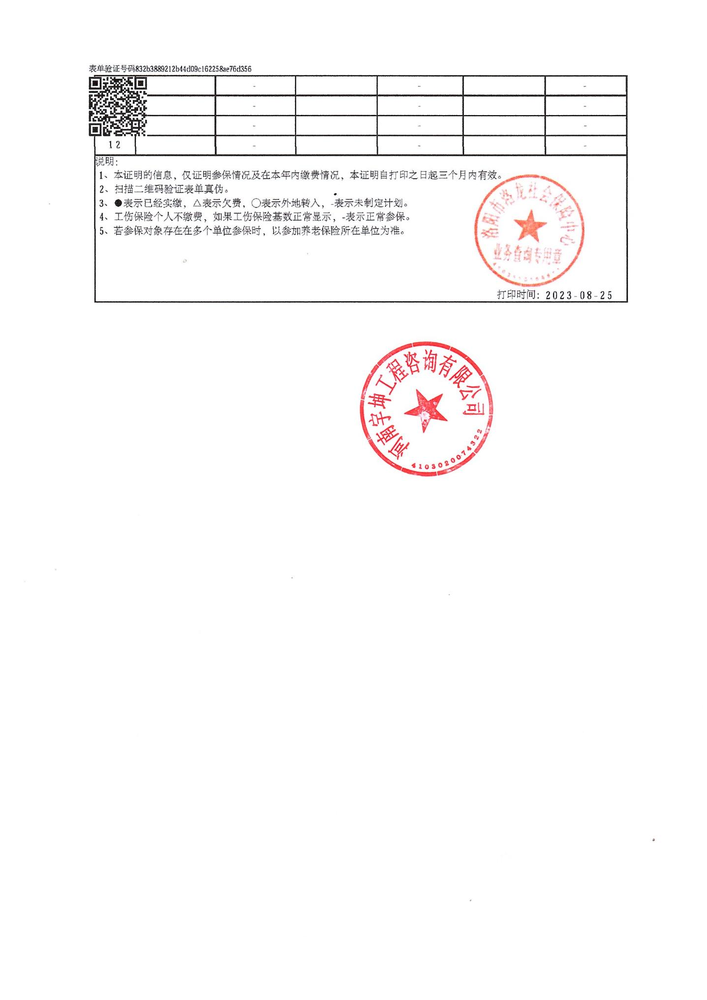 表单验证号码832b3889212b44d09c162258ae76d356
- - -
- - -
- - -
12 - - -
说明：
1、本证明的信息，仅证明参保情况及在本年内缴费情况，本证明自打印之日起三个月内有效。
2、扫描二维码验证表单真伪。
3、●表示已经实缴，△表示欠费，○表示外地转入，-表示未制定计划。
4、工伤保险个人不缴费，如果工伤保险基数正常显示，-表示正常参保。
5、若参保对象存在在多个单位参保时，以参加养老保险所在单位为准。
洛阳市洛龙社会保险中心
业务查询专用章
打印时间：2023-08-25
河南宇坤工程咨询有限公司
4103020074322